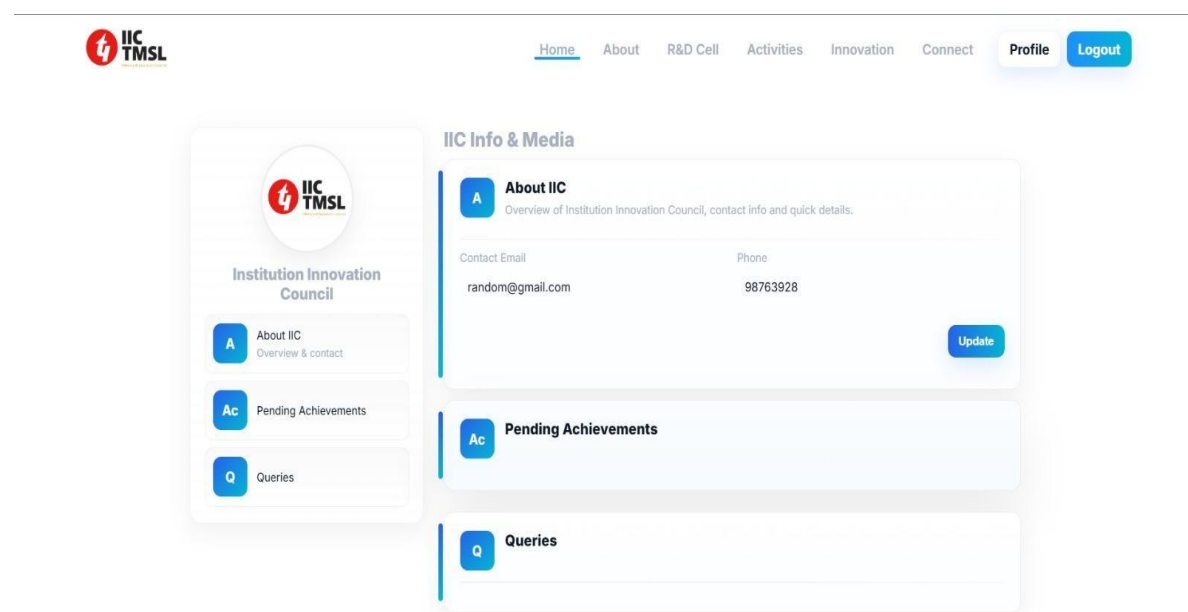 IIC
TMSL
Home About R&D Cell Activities Innovation Connect Profile Logout
IIC
TMSL
Institution Innovation
Council
A
About IIC
Overview & contact
Ac
Pending Achievements
Q
Queries
IIC Info & Media
A
About IIC
Overview of Institution Innovation Council, contact info and quick details.
Contact Email Phone
random@gmail.com 98763928
Update
Ac
Pending Achievements
Q
Queries